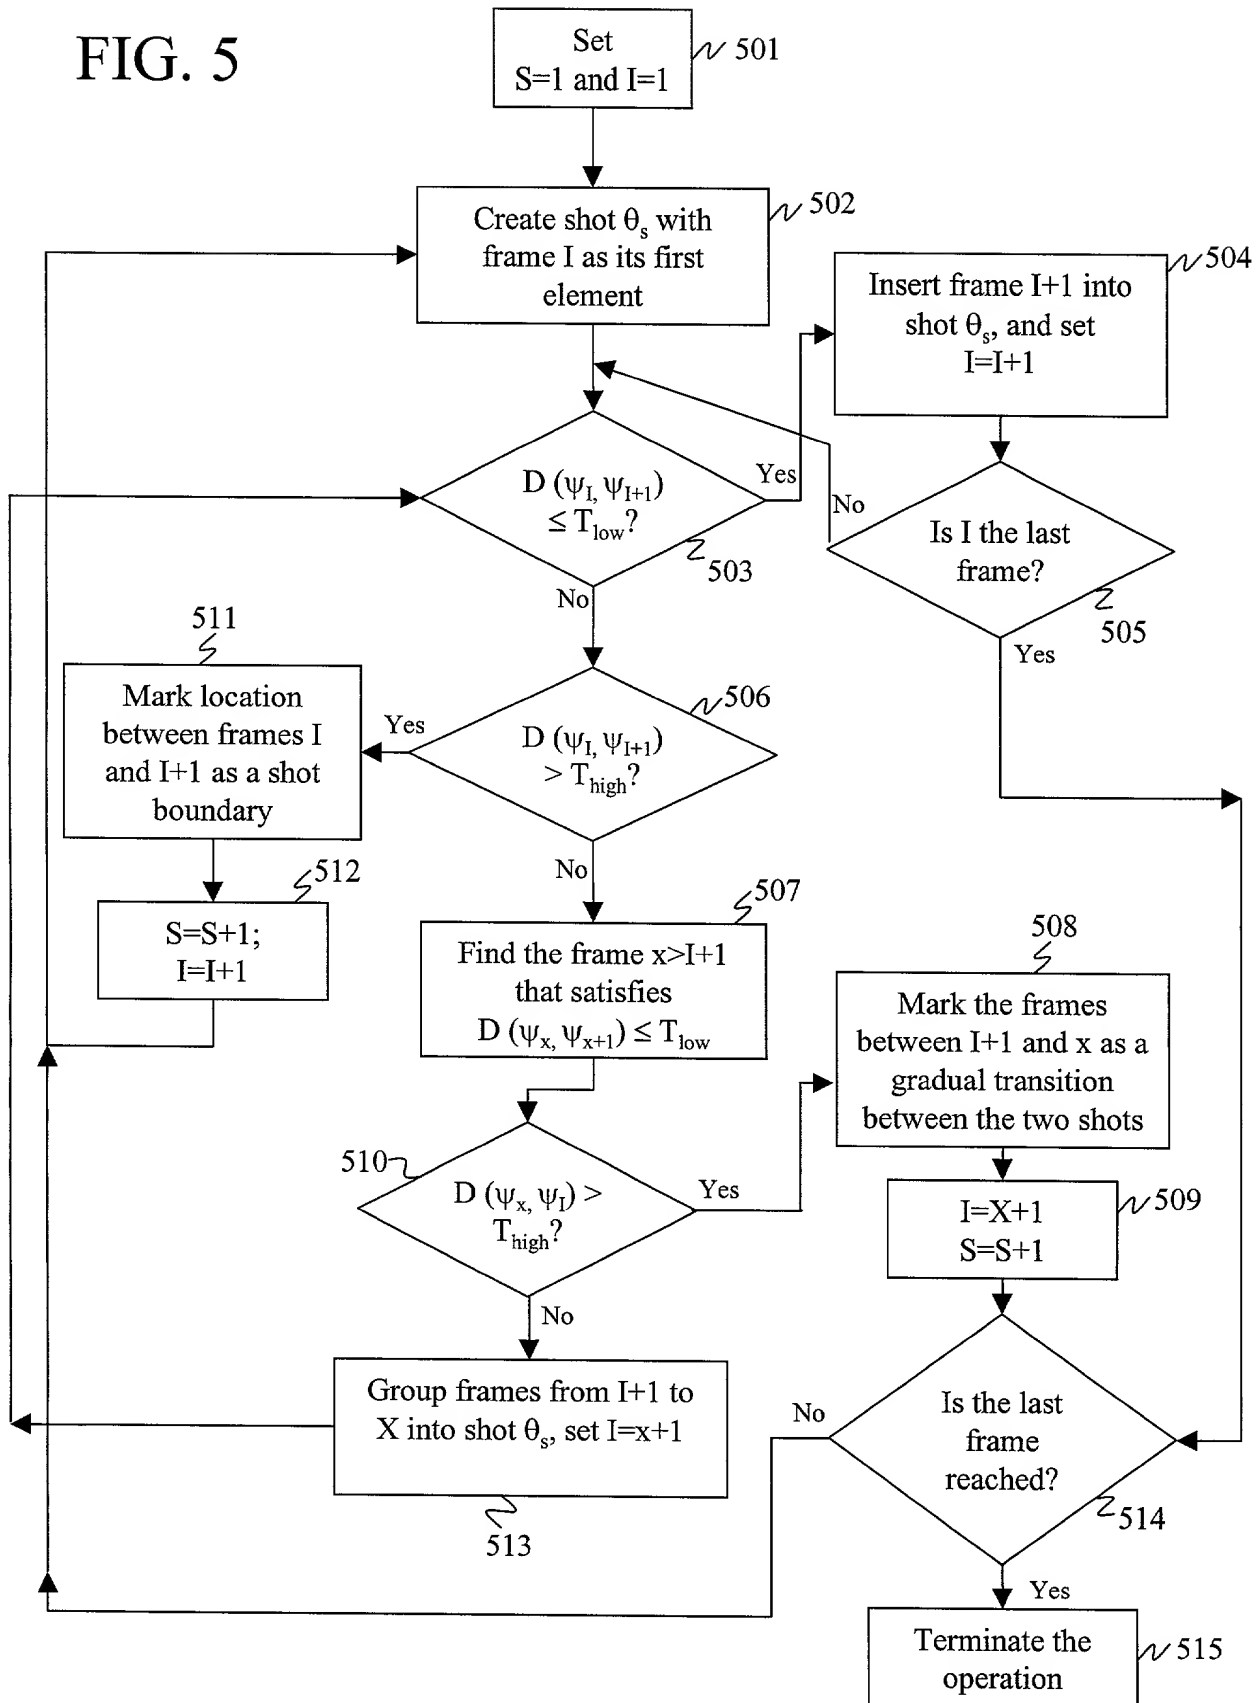 FIG. 5
Set
S=1 and I=1
501
Create shot θs with
frame I as its first
element
502
Insert frame I+1 into
shot θs, and set
I=I+1
504
D (ψI, ψI+1)
≤ Tlow?
Yes
503
No
Is I the last
frame?
No
505
Yes
511
Mark location
between frames I
and I+1 as a shot
boundary
Yes
D (ψI, ψI+1)
> Thigh?
506
No
512
S=S+1;
I=I+1
507
Find the frame x>I+1
that satisfies
D (ψx, ψx+1) ≤ Tlow
508
Mark the frames
between I+1 and x as a
gradual transition
between the two shots
510
D (ψx, ψI) >
Thigh?
Yes
No
I=X+1
S=S+1
509
Group frames from I+1 to
X into shot θs, set I=x+1
513
No
Is the last
frame
reached?
514
Yes
Terminate the
operation
515